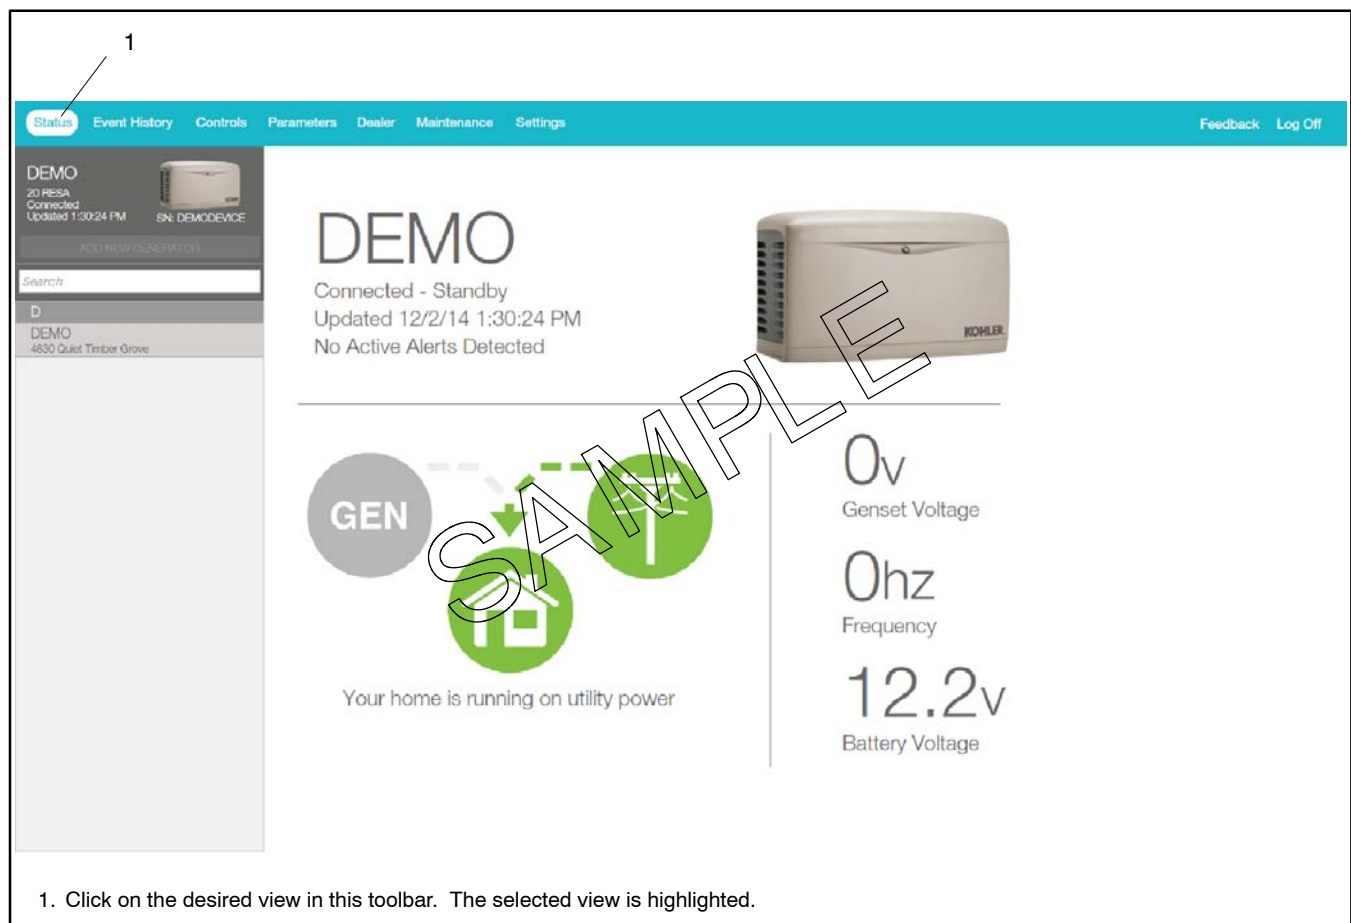 1
Status Event History Controls Parameters Dealer Maintenance Settings Feedback Log Off
DEMO
20 RESA
Connected
Updated 1:30:24 PM SN: DEMODEVICE
KOHLER
ADD NEW GENERATOR
Search
D
DEMO
4830 Quiet Timber Grove
DEMO
Connected - Standby
Updated 12/2/14 1:30:24 PM
No Active Alerts Detected
KOHLER
SAMPLE
GEN
Your home is running on utility power
0v
Genset Voltage
0hz
Frequency
12.2v
Battery Voltage
1. Click on the desired view in this toolbar. The selected view is highlighted.